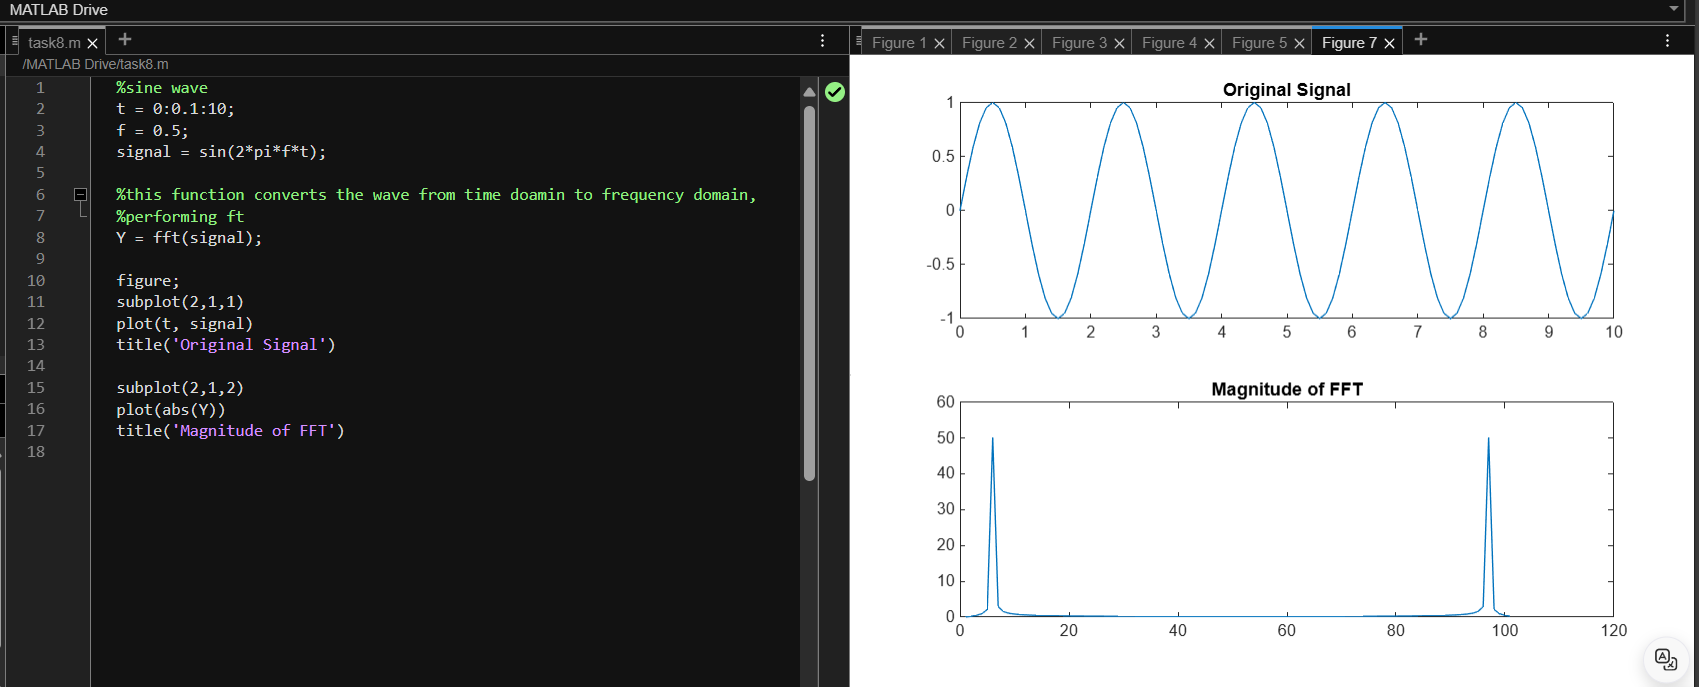 MATLAB Drive
task8.m
/MATLAB Drive/task8.m
1 %sine wave
2 t = 0:0.1:10;
3 f = 0.5;
4 signal = sin(2*pi*f*t);
5
6 %this function converts the wave from time doamin to frequency domain,
7 %performing ft
8 Y = fft(signal);
9
10 figure;
11 subplot(2,1,1)
12 plot(t, signal)
13 title('Original Signal')
14
15 subplot(2,1,2)
16 plot(abs(Y))
17 title('Magnitude of FFT')
18
Figure 1 Figure 2 Figure 3 Figure 4 Figure 5 Figure 7
Original Signal
1
0.5
0
-0.5
-1
0 1 2 3 4 5 6 7 8 9 10
Magnitude of FFT
60
50
40
30
20
10
0
0 20 40 60 80 100 120